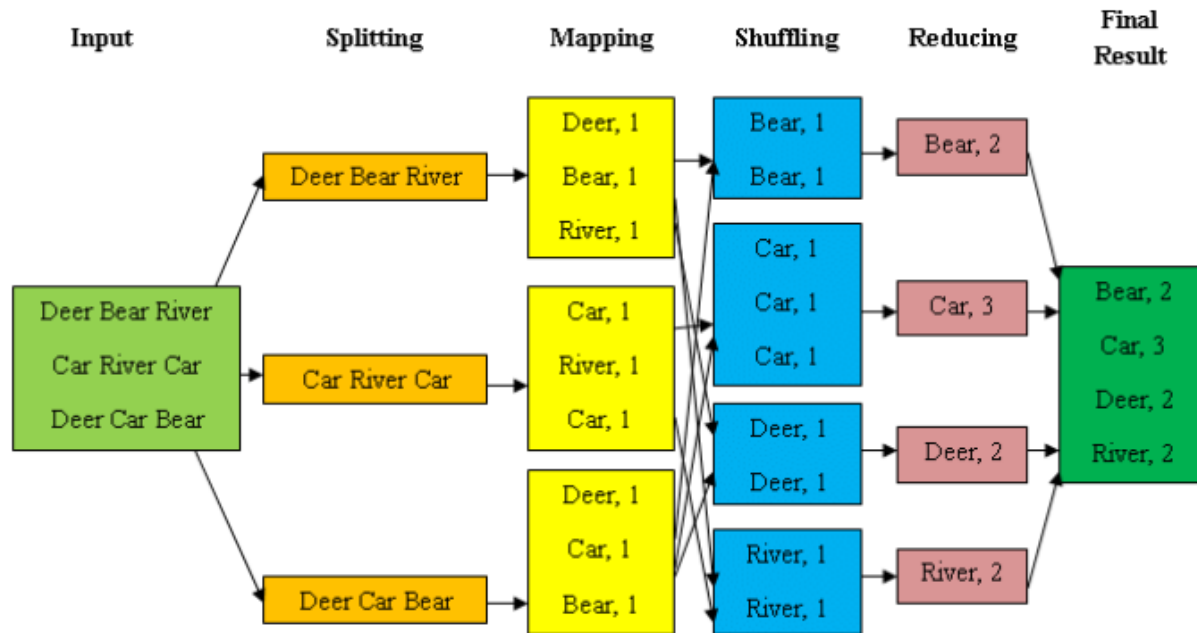 Input
Splitting
Mapping
Shuffling
Reducing
Final
Result
Deer Bear River
Car River Car
Deer Car Bear
Deer Bear River
Car River Car
Deer Car Bear
Deer, 1
Bear, 1
River, 1
Car, 1
River, 1
Car, 1
Deer, 1
Car, 1
Bear, 1
Bear, 1
Bear, 1
Car, 1
Car, 1
Car, 1
Deer, 1
Deer, 1
River, 1
River, 1
Bear, 2
Car, 3
Deer, 2
River, 2
Bear, 2
Car, 3
Deer, 2
River, 2